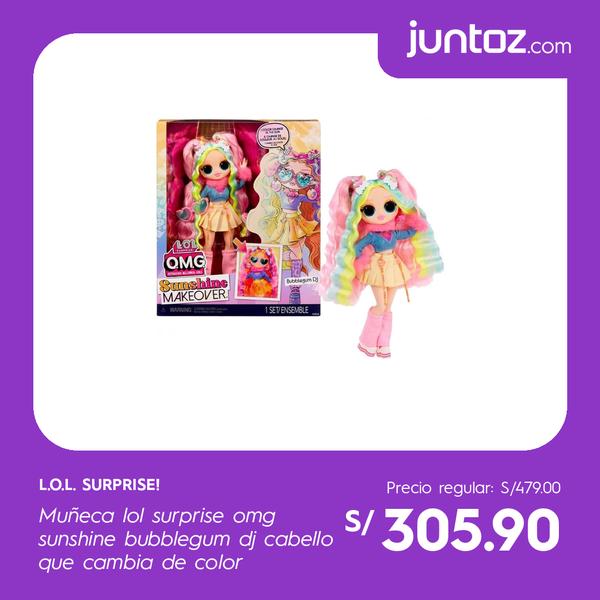 juntoz.com
L.O.L.
SURPRISE!
OMG
Sunshine
MAKEOVER
Bubblegum DJ
WARNING:
1 SET/ENSEMBLE
L.O.L. SURPRISE!
Muñeca lol surprise omg
sunshine bubblegum dj cabello
que cambia de color
Precio regular: S/479.00
S/ 305.90